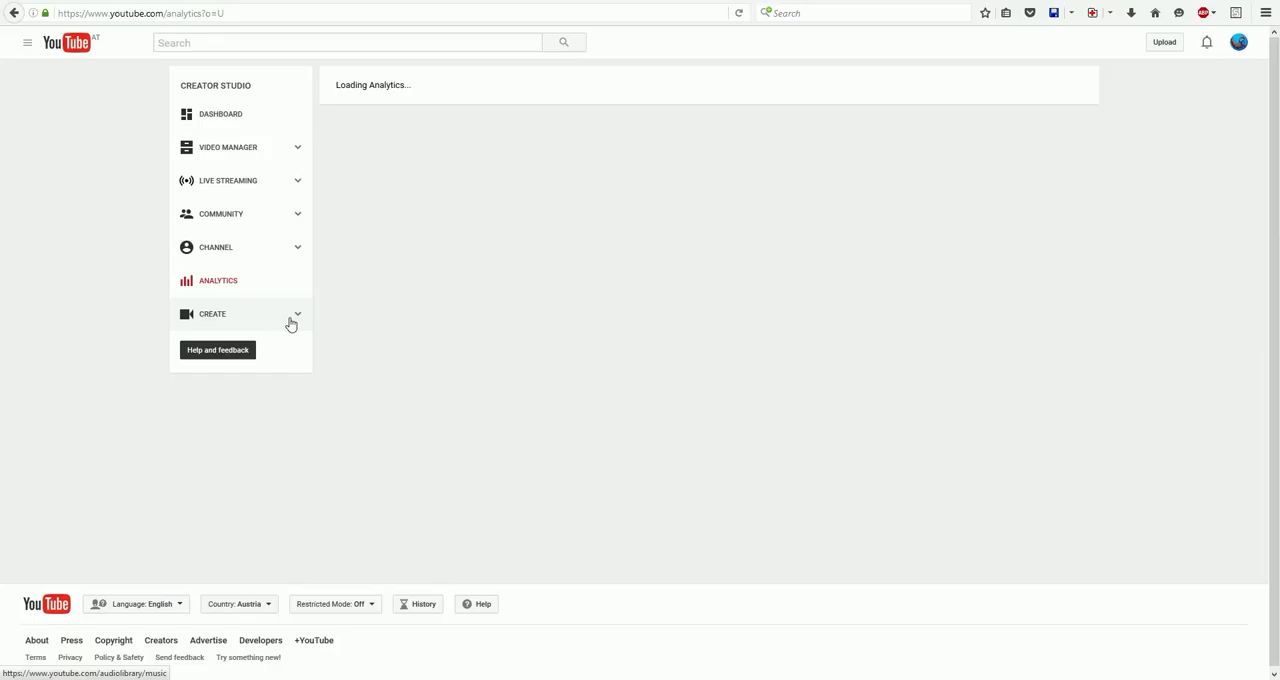 https://www.youtube.com/analytics?o=U
Search
YouTube AT
Search
Upload
CREATOR STUDIO
Loading Analytics...
DASHBOARD
VIDEO MANAGER
LIVE STREAMING
COMMUNITY
CHANNEL
ANALYTICS
CREATE
Help and feedback
YouTube
Language: English
Country: Austria
Restricted Mode: Off
History
Help
About Press Copyright Creators Advertise Developers +YouTube
Terms Privacy Policy & Safety Send feedback Try something new!
https://www.youtube.com/audiolibrary/music